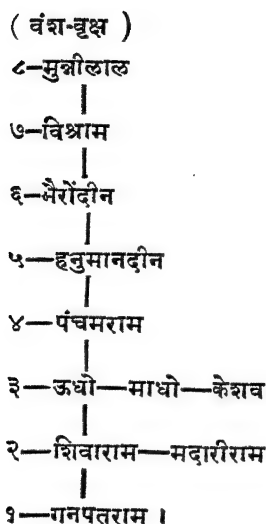 ( वंश-वृक्ष )
८—मुन्नीलाल
७—विश्राम
६—भैरोंदीन
५—हनुमानदीन
४—पंचमराम
३—ऊधो—माधो—केशव
२—शिवाराम—मदारीराम
१—गनपतराम ।